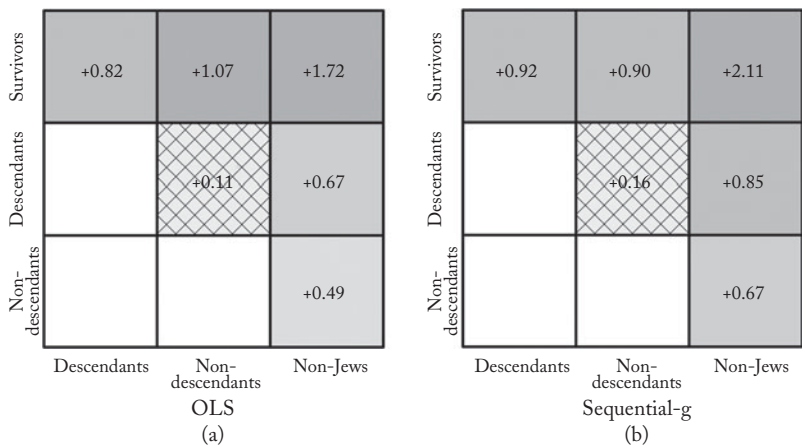 Survivors
+0.82 +1.07 +1.72
Descendants
+0.11 +0.67
Non-
descendants
+0.49
Descendants Non-
descendants Non-Jews
OLS
(a)
Survivors
+0.92 +0.90 +2.11
Descendants
+0.16 +0.85
Non-
descendants
+0.67
Descendants Non-
descendants Non-Jews
Sequential-g
(b)